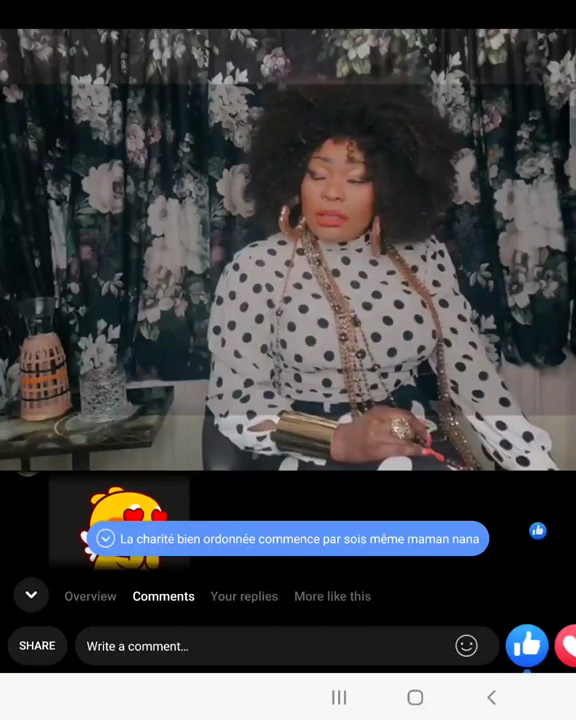 La charité bien ordonnée commence par sois même maman nana
Overview Comments Your replies More like this
SHARE Write a comment...